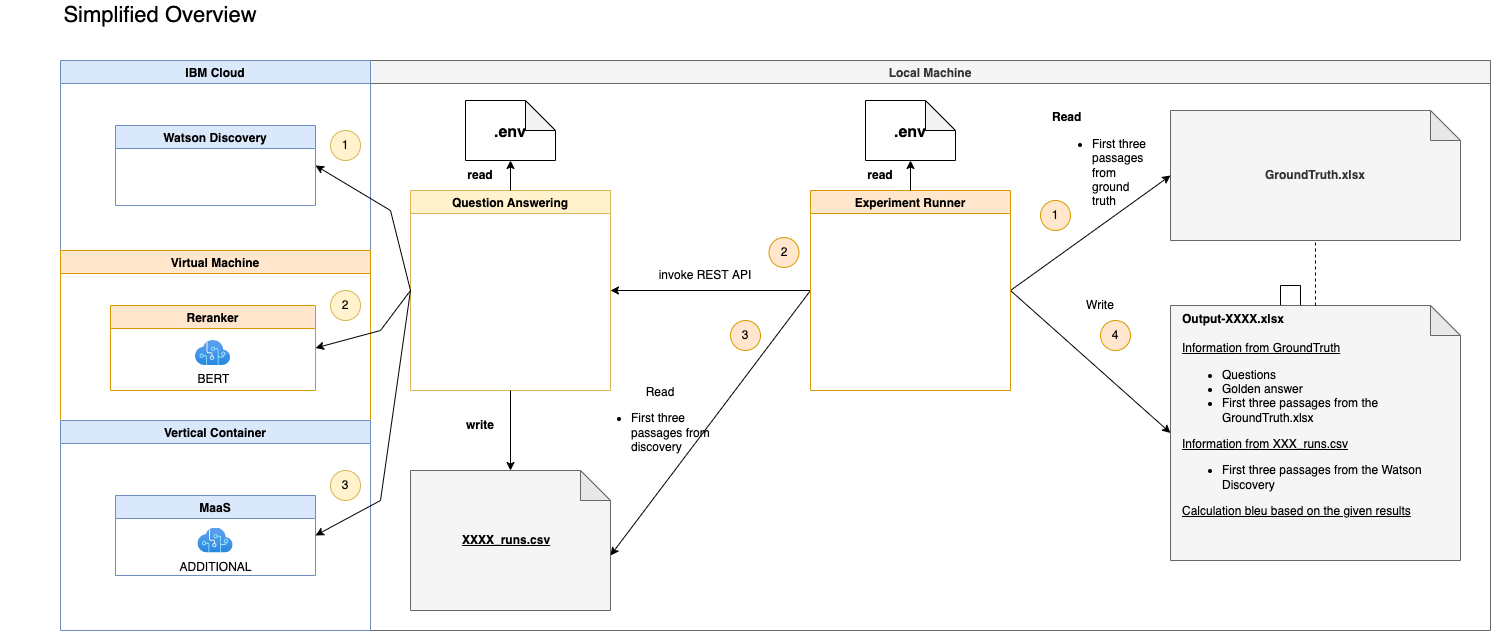 Simplified Overview
IBM Cloud
Local Machine
Watson Discovery
1
.env
read
Question Answering
.env
read
Experiment Runner
Read
First three
passages
from
ground
truth
1
GroundTruth.xlsx
Virtual Machine
Reranker
BERT
2
invoke REST API
2
3
Write
4
Output-XXXX.xlsx
Information from GroundTruth
Questions
Golden answer
First three passages from the
GroundTruth.xlsx
Information from XXX_runs.csv
First three passages from the Watson
Discovery
Calculation bleu based on the given results
Read
First three
passages from
discovery
write
Vertical Container
3
MaaS
ADDITIONAL
XXXX_runs.csv